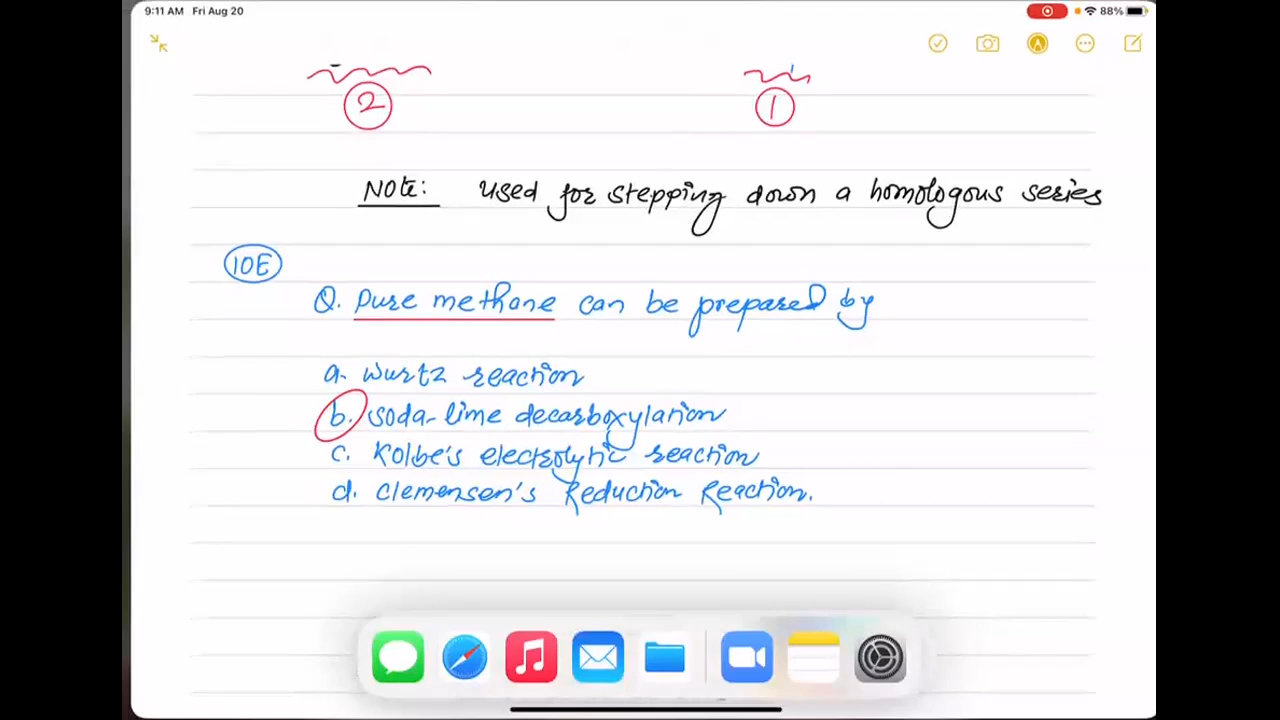 9:11 AM Fri Aug 20
88%
2
1
Note: Used for stepping down a homologous series
10E
Q. Pure methane can be prepared by
a. Wurtz reaction
b. soda-lime decarboxylation
c. Kolbe's electrolytic reaction
d. Clemensen's Reduction Reaction.